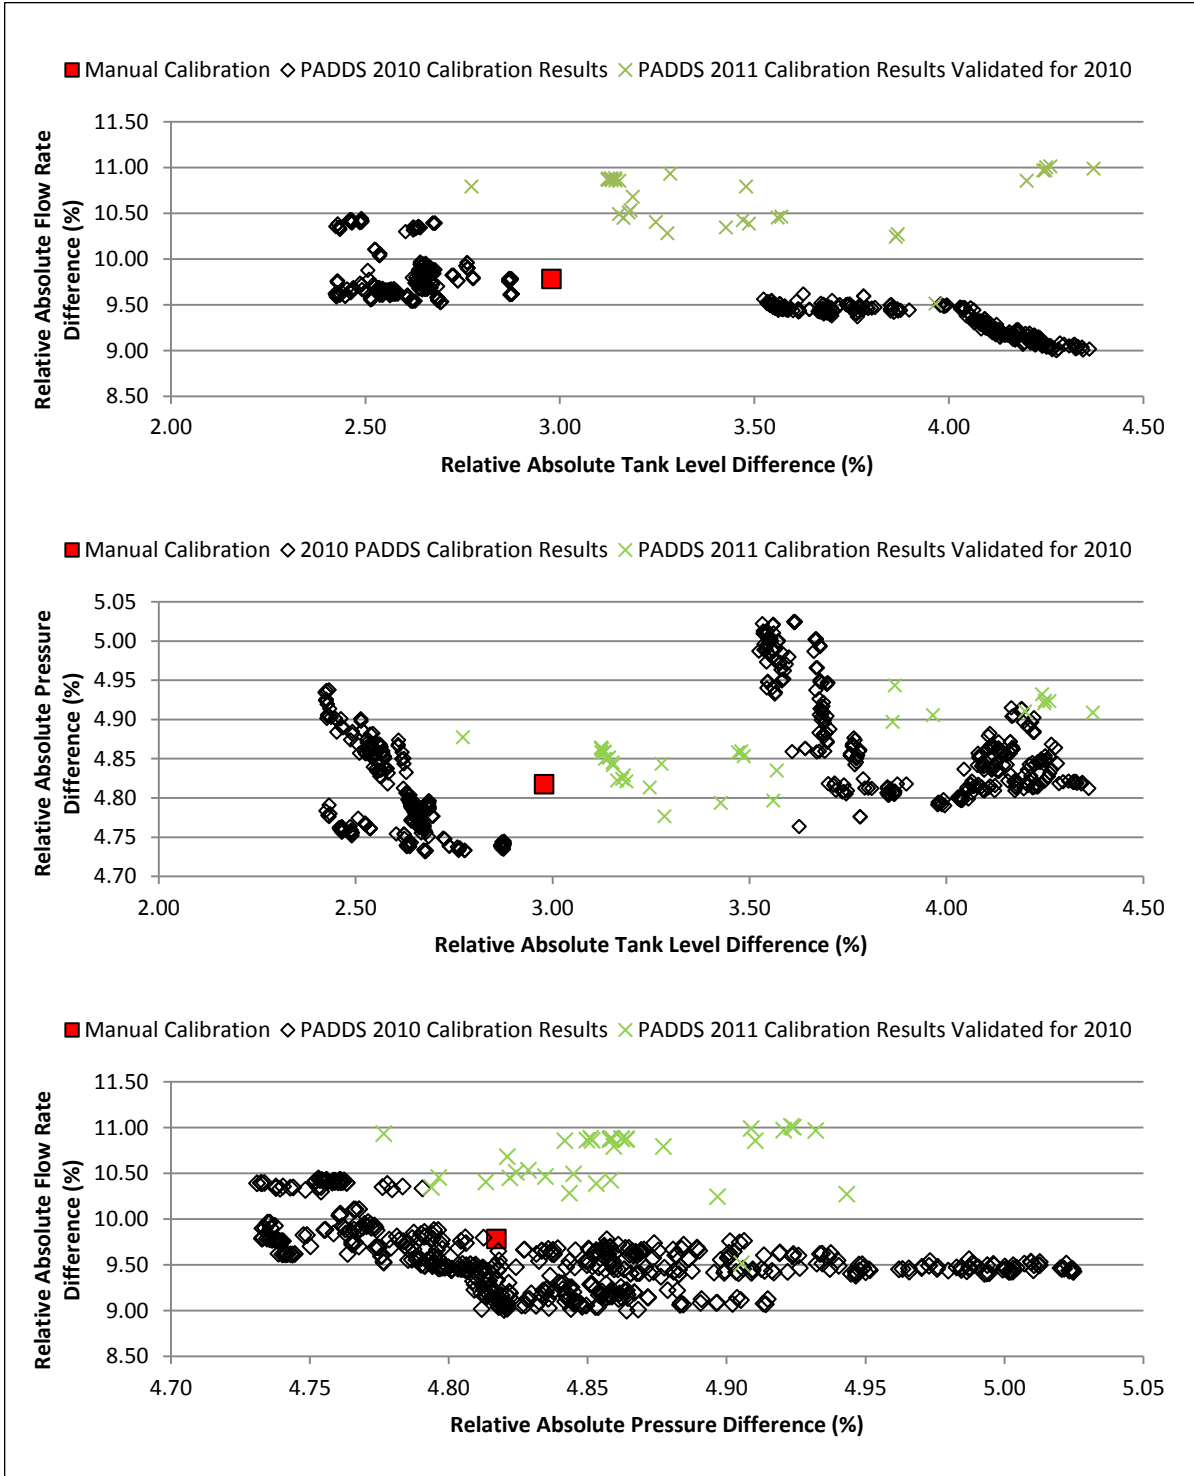 Manual Calibration PADDS 2010 Calibration Results PADDS 2011 Calibration Results Validated for 2010
Relative Absolute Flow Rate
Difference (%)
11.50
11.00
10.50
10.00
9.50
9.00
8.50
2.00 2.50 3.00 3.50 4.00 4.50
Relative Absolute Tank Level Difference (%)
Manual Calibration 2010 PADDS Calibration Results PADDS 2011 Calibration Results Validated for 2010
Relative Absolute Pressure
Difference (%)
5.05
5.00
4.95
4.90
4.85
4.80
4.75
4.70
2.00 2.50 3.00 3.50 4.00 4.50
Relative Absolute Tank Level Difference (%)
Manual Calibration PADDS 2010 Calibration Results PADDS 2011 Calibration Results Validated for 2010
Relative Absolute Flow Rate
Difference (%)
11.50
11.00
10.50
10.00
9.50
9.00
8.50
4.70 4.75 4.80 4.85 4.90 4.95 5.00 5.05
Relative Absolute Pressure Difference (%)